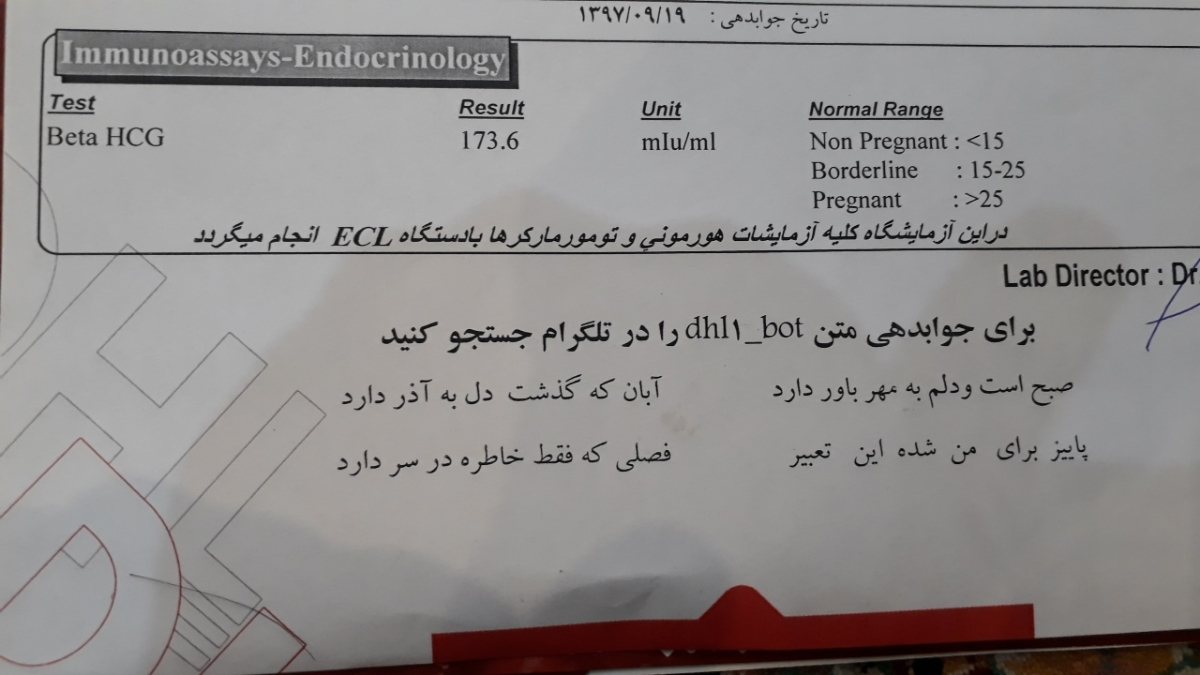 تاریخ جوابدهی : ۱۳۹۷/۰۹/۱۹
Immunoassays-Endocrinology
Test Result Unit Normal Range
Beta HCG 173.6 mIu/ml Non Pregnant : <15
Borderline : 15-25
Pregnant : >25
دراین آزمایشگاه کلیه آزمایشات هورمونی و تومورمارکرها بادستگاه ECL انجام میگردد
Lab Director : Dr
برای جوابدهی متن dhl۱_bot را در تلگرام جستجو کنید
صبح است ودلم به مهر باور دارد آبان که گذشت دل به آذر دارد
پاییز برای من شده این تعبیر فصلی که فقط خاطره در سر دارد